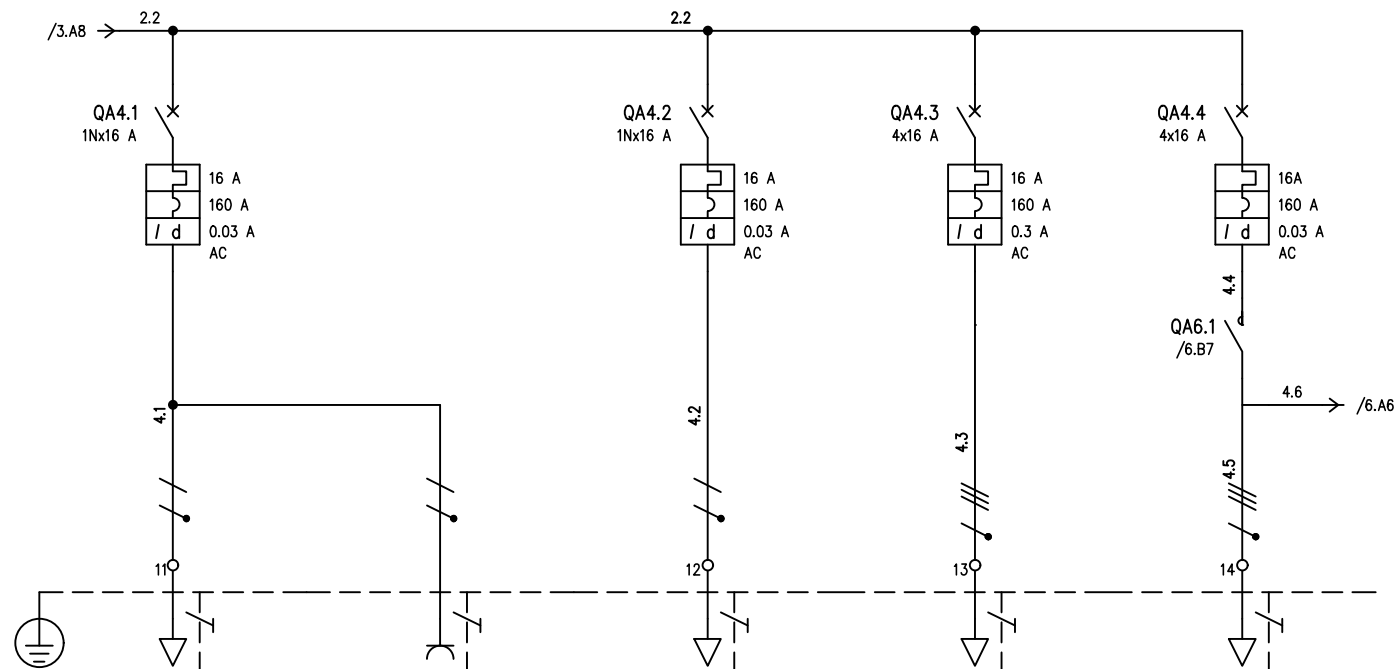 /3.A8
2.2
2.2
QA4.1
1Nx16 A
QA4.2
1Nx16 A
QA4.3
4x16 A
QA4.4
4x16 A
16 A
160 A
I d
0.03 A
AC
16 A
160 A
I d
0.03 A
AC
16 A
160 A
I d
0.3 A
AC
16A
160 A
I d
0.03 A
AC
4.4
QA6.1
/6.B7
4.6
/6.A6
4.1
4.2
4.3
4.5
11
12
13
14